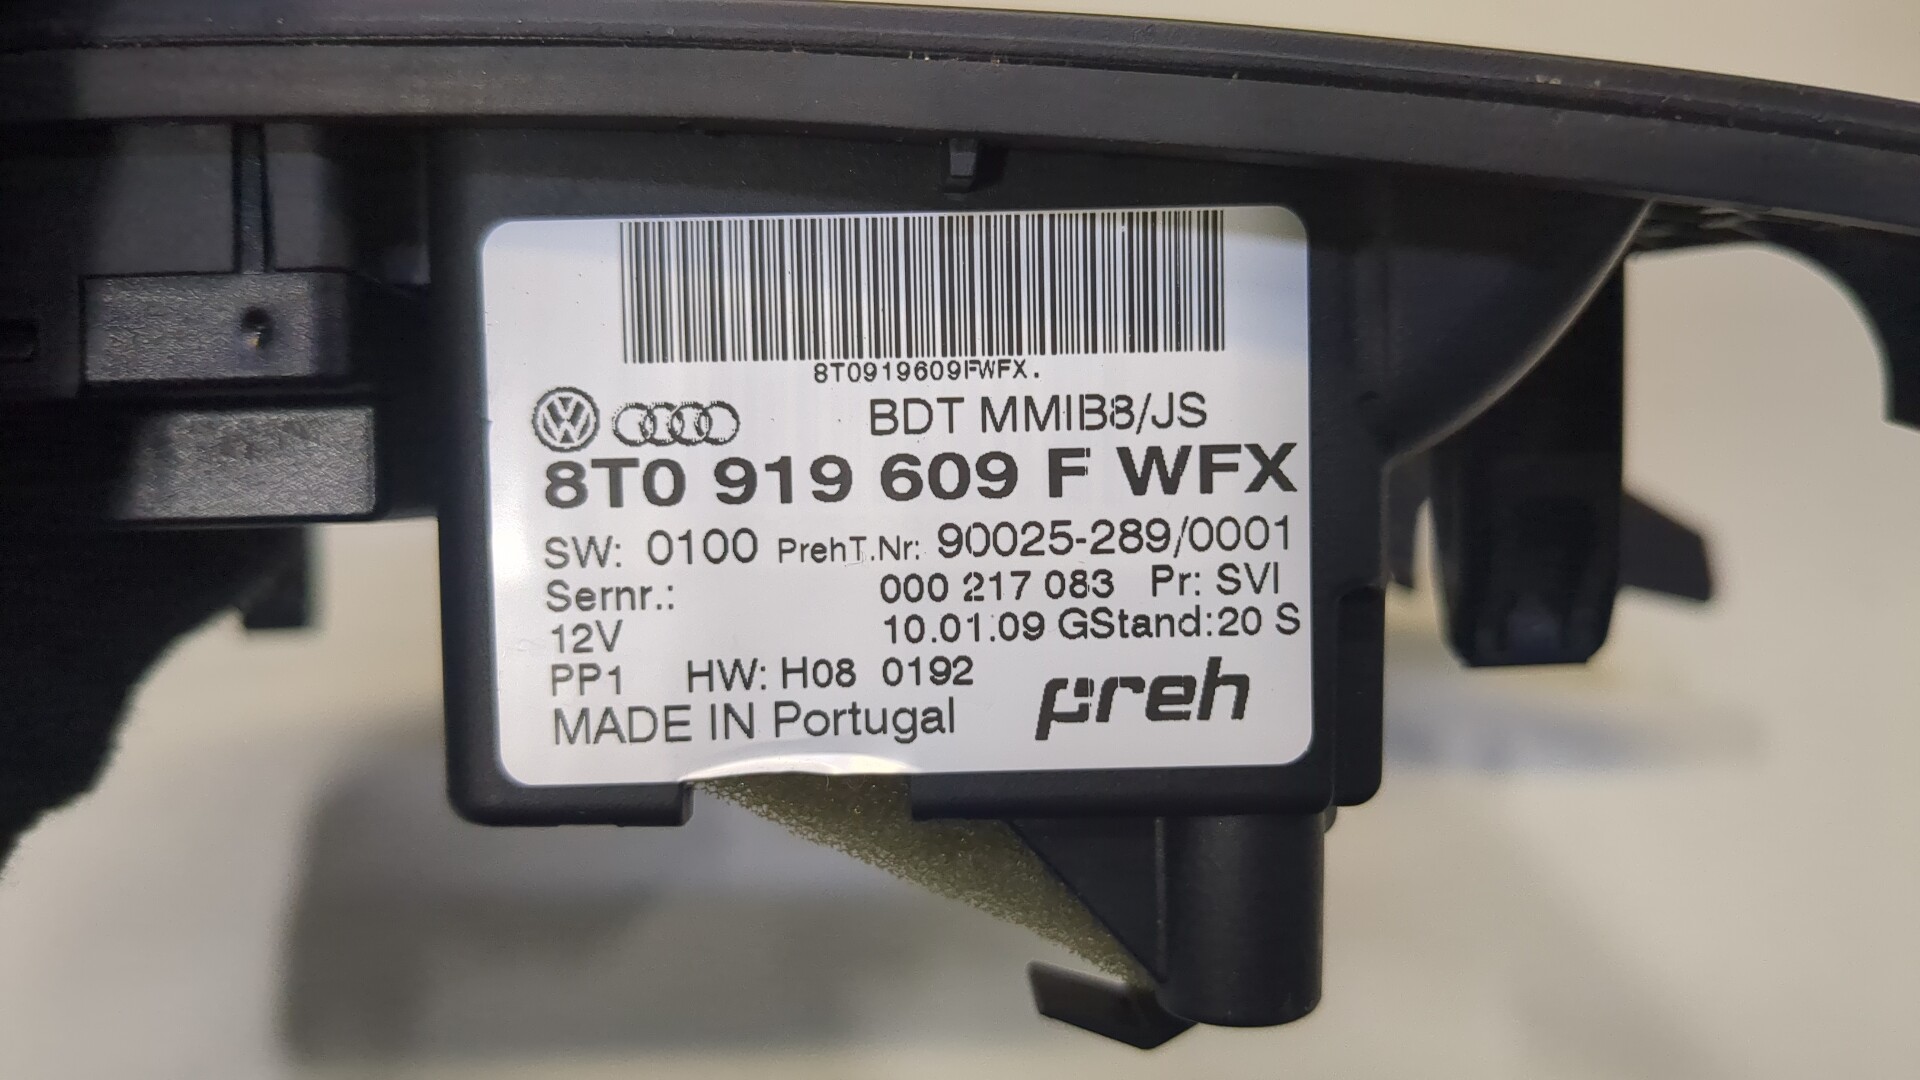 8T0919609FWFX.
BDT MMIB8/JS
8T0 919 609 F WFX
SW: 0100 PrehT.Nr: 90025-289/0001
Sernr.: 000 217 083 Pr: SVI
12V 10.01.09 GStand:20 S
PP1 HW: H08 0192
MADE IN Portugal preh